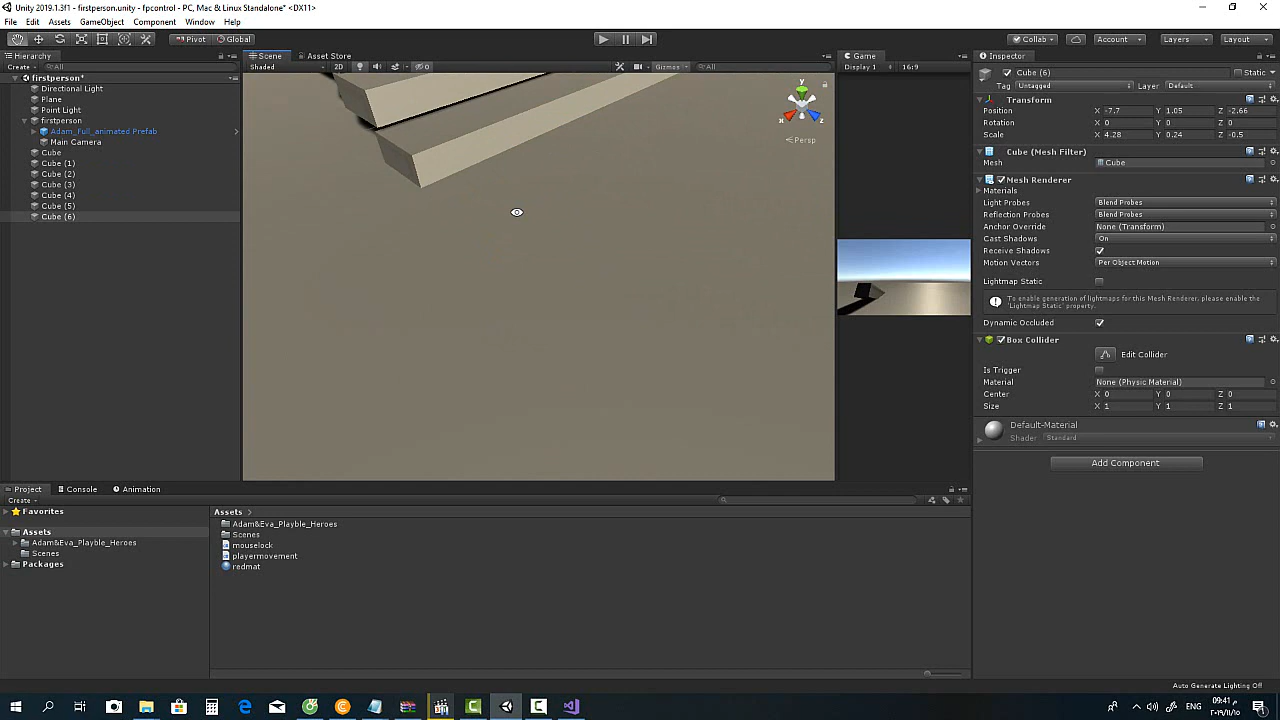 Unity 2019.1.3f1 - firstperson.unity - fpcontrol - PC, Mac & Linux Standalone* <DX11>
File Edit Assets GameObject Component Window Help
Pivot Global Collab Account Layers Layout
Hierarchy Scene Asset Store Game Inspector
Create All Shaded 2D 0 Gizmos All Display 1 16:9
Cube (6) Static
Tag Untagged Layer Default
firstperson*
Directional Light
Plane
Point Light
firstperson
Adam_Full_animated Prefab
Main Camera
Cube
Cube (1)
Cube (2)
Cube (3)
Cube (4)
Cube (5)
Cube (6)
y
x
z
Persp
Transform
Position X -7.7 Y 1.05 Z -2.66
Rotation X 0 Y 0 Z 0
Scale X 4.28 Y 0.24 Z -0.5
Cube (Mesh Filter)
Mesh Cube
Mesh Renderer
Materials
Light Probes Blend Probes
Reflection Probes Blend Probes
Anchor Override None (Transform)
Cast Shadows On
Receive Shadows
Motion Vectors Per Object Motion
Lightmap Static
To enable generation of lightmaps for this Mesh Renderer, please enable the
'Lightmap Static' property.
Dynamic Occluded
Box Collider
Edit Collider
Is Trigger
Material None (Physic Material)
Center X 0 Y 0 Z 0
Size X 1 Y 1 Z 1
Default-Material
Shader Standard
Add Component
Project Console Animation
Create
Favorites
Assets
Adam&Eva_Playble_Heroes
Scenes
Packages
Assets
Adam&Eva_Playble_Heroes
Scenes
mouselock
playermovement
redmat
Auto Generate Lighting Off
ENG